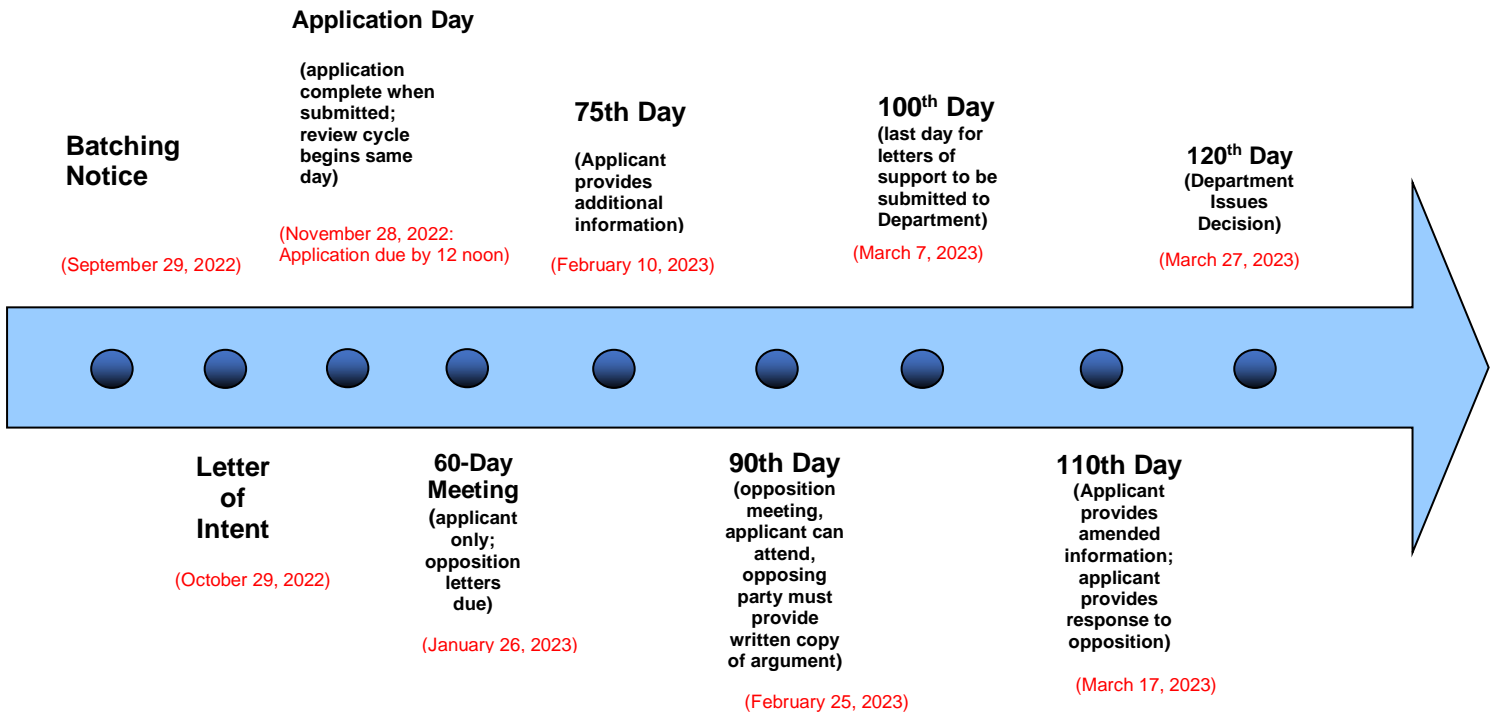 Batching
Notice
(September 29, 2022)
Letter
of
Intent
(October 29, 2022)
Application Day
(application
complete when
submitted;
review cycle
begins same
day)
(November 28, 2022:
Application due by 12 noon)
60-Day
Meeting
(applicant
only;
opposition
letters
due)
(January 26, 2023)
75th Day
(Applicant
provides
additional
information)
(February 10, 2023)
90th Day
(opposition
meeting,
applicant can
attend,
opposing
party must
provide
written copy
of argument)
(February 25, 2023)
100th Day
(last day for
letters of
support to be
submitted to
Department)
(March 7, 2023)
110th Day
(Applicant
provides
amended
information;
applicant
provides
response to
opposition)
(March 17, 2023)
120th Day
(Department
Issues
Decision)
(March 27, 2023)